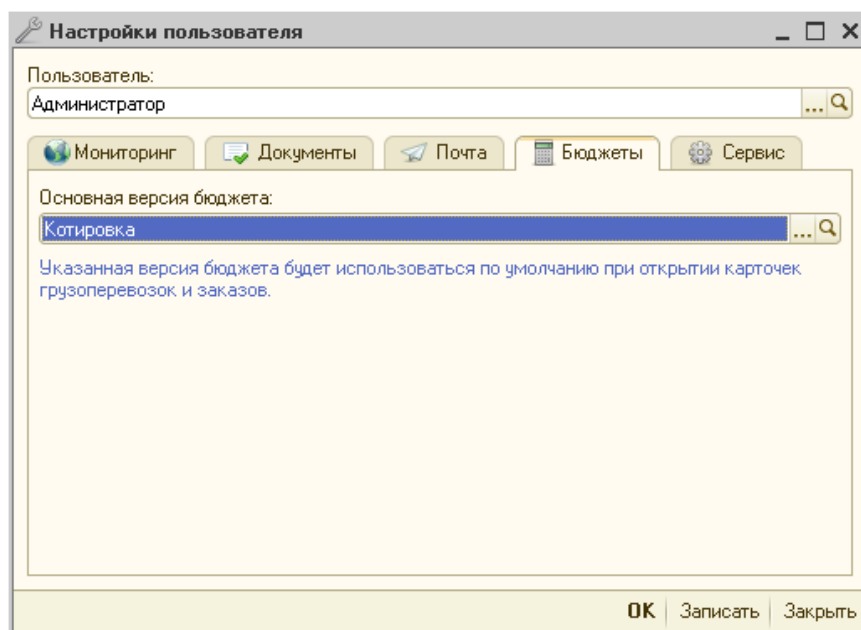 Настройки пользователя
Пользователь:
Администратор
...
Мониторинг Документы Почта Бюджеты Сервис
Основная версия бюджета:
Котировка
...
Указанная версия бюджета будет использоваться по умолчанию при открытии карточек
грузоперевозок и заказов.
OK Записать Закрыть